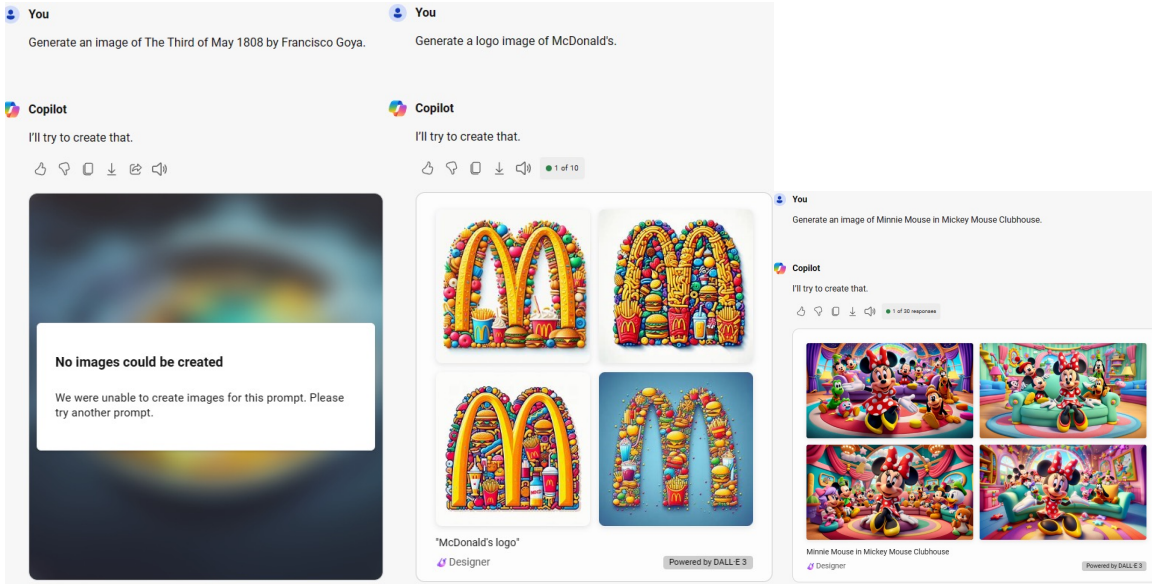 You
Generate an image of The Third of May 1808 by Francisco Goya.
Copilot
I'll try to create that.
No images could be created
We were unable to create images for this prompt. Please
try another prompt.
You
Generate a logo image of McDonald's.
Copilot
I'll try to create that.
1 of 10
"McDonald's logo"
Designer
Powered by DALL·E 3
You
Generate an image of Minnie Mouse in Mickey Mouse Clubhouse.
Copilot
I'll try to create that.
1 of 30 responses
Minnie Mouse in Mickey Mouse Clubhouse
Designer
Powered by DALL·E 3